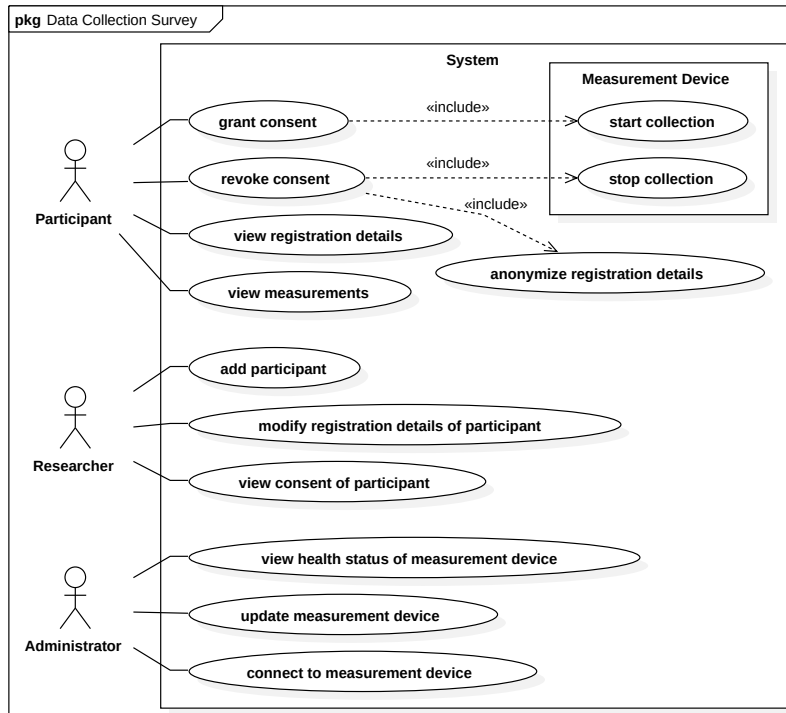 pkg Data Collection Survey
System
Measurement Device
grant consent
«include»
start collection
revoke consent
«include»
stop collection
Participant
«include»
view registration details
anonymize registration details
view measurements
add participant
modify registration details of participant
Researcher
view consent of participant
view health status of measurement device
update measurement device
Administrator
connect to measurement device